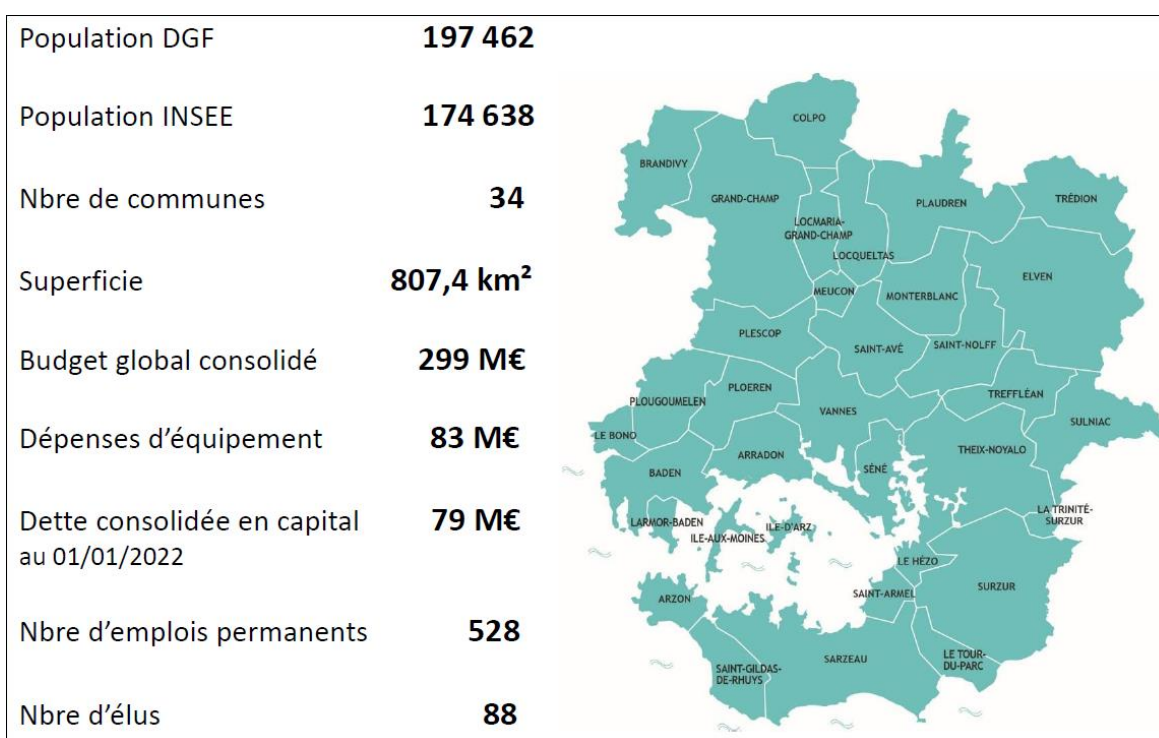 Population DGF 197 462
Population INSEE 174 638
Nbre de communes 34
Superficie 807,4 km²
Budget global consolidé 299 M€
Dépenses d’équipement 83 M€
Dette consolidée en capital 79 M€
au 01/01/2022
Nbre d’emplois permanents 528
Nbre d’élus 88
COLPO
BRANDIVY
GRAND-CHAMP
PLAUDREN
TRÉDION
LOCMARIA-
GRAND-CHAMP
LOCQUELTAS
ELVEN
MEUCON
MONTERBLANC
PLESCOP
SAINT-AVÉ
SAINT-NOLFF
PLOEREN
TREFFLÉAN
PLOUGOUMELEN
VANNES
SULNIAC
LE BONO
ARRADON
THEIX-NOYALO
BADEN
SÉNÉ
LA TRINITÉ-
SURZUR
LARMOR-BADEN
ILE-AUX-MOINES
ILE-D'ARZ
LE HÉZO
SURZUR
ARZON
SAINT-ARMEL
SARZEAU
LE TOUR-
DU-PARC
SAINT-GILDAS-
DE-RHUYS